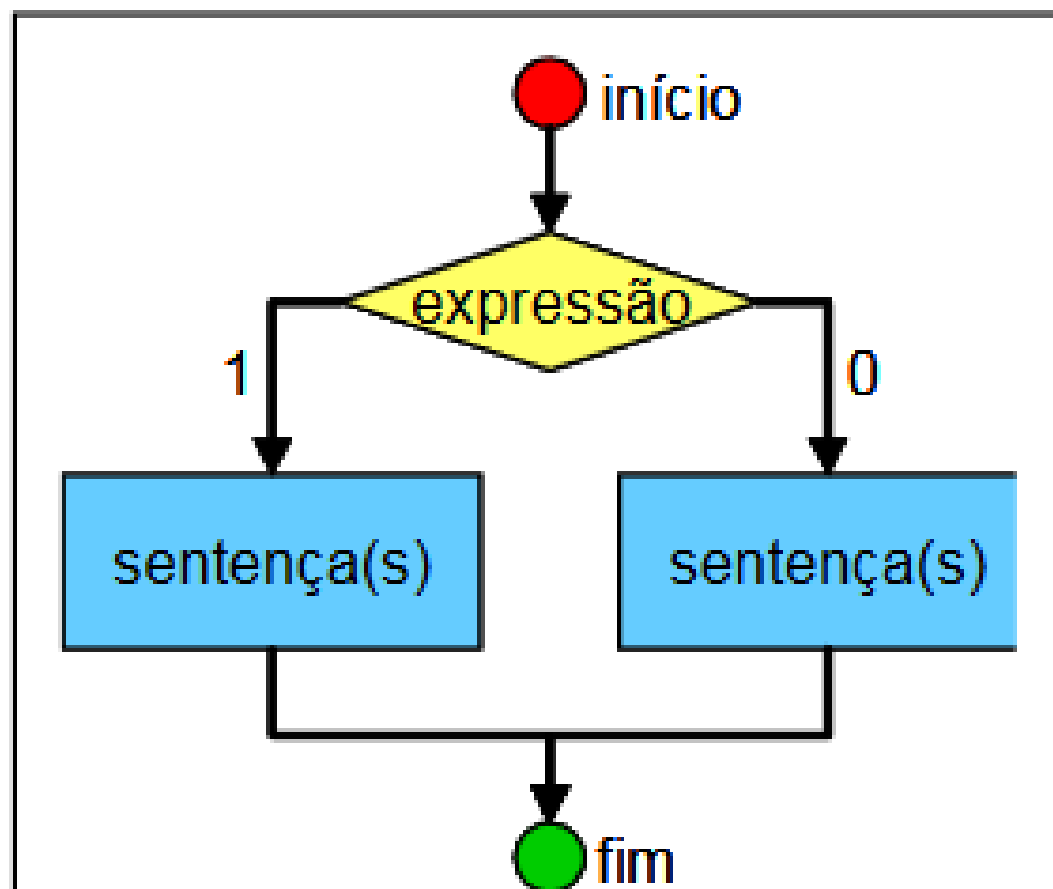 início
expressão
1
0
sentença(s)
sentença(s)
fim